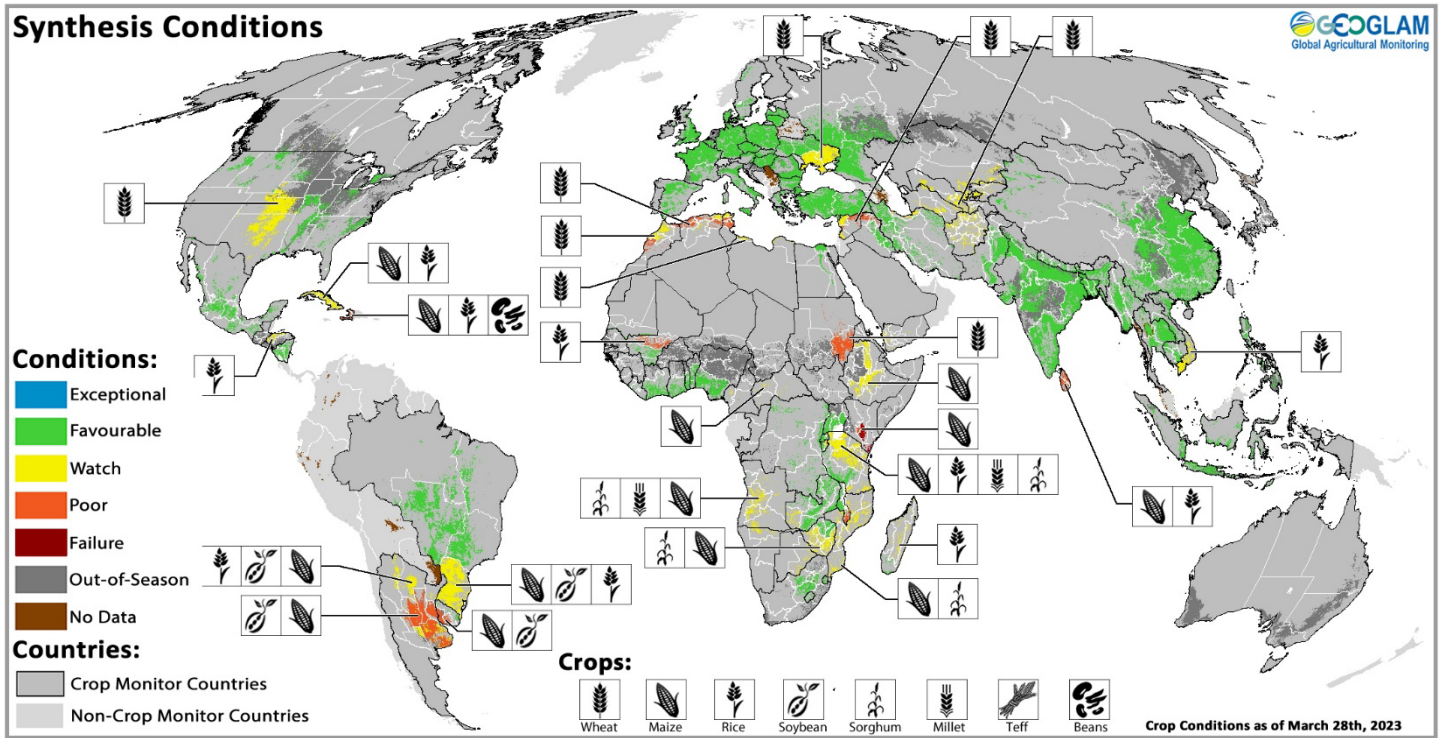 Synthesis Conditions
GEOGLAM
Global Agricultural Monitoring
Conditions:
Exceptional
Favourable
Watch
Poor
Failure
Out-of-Season
No Data
Countries:
Crop Monitor Countries
Non-Crop Monitor Countries
Crops:
Wheat
Maize
Rice
Soybean
Sorghum
Millet
Teff
Beans
Crop Conditions as of March 28th, 2023